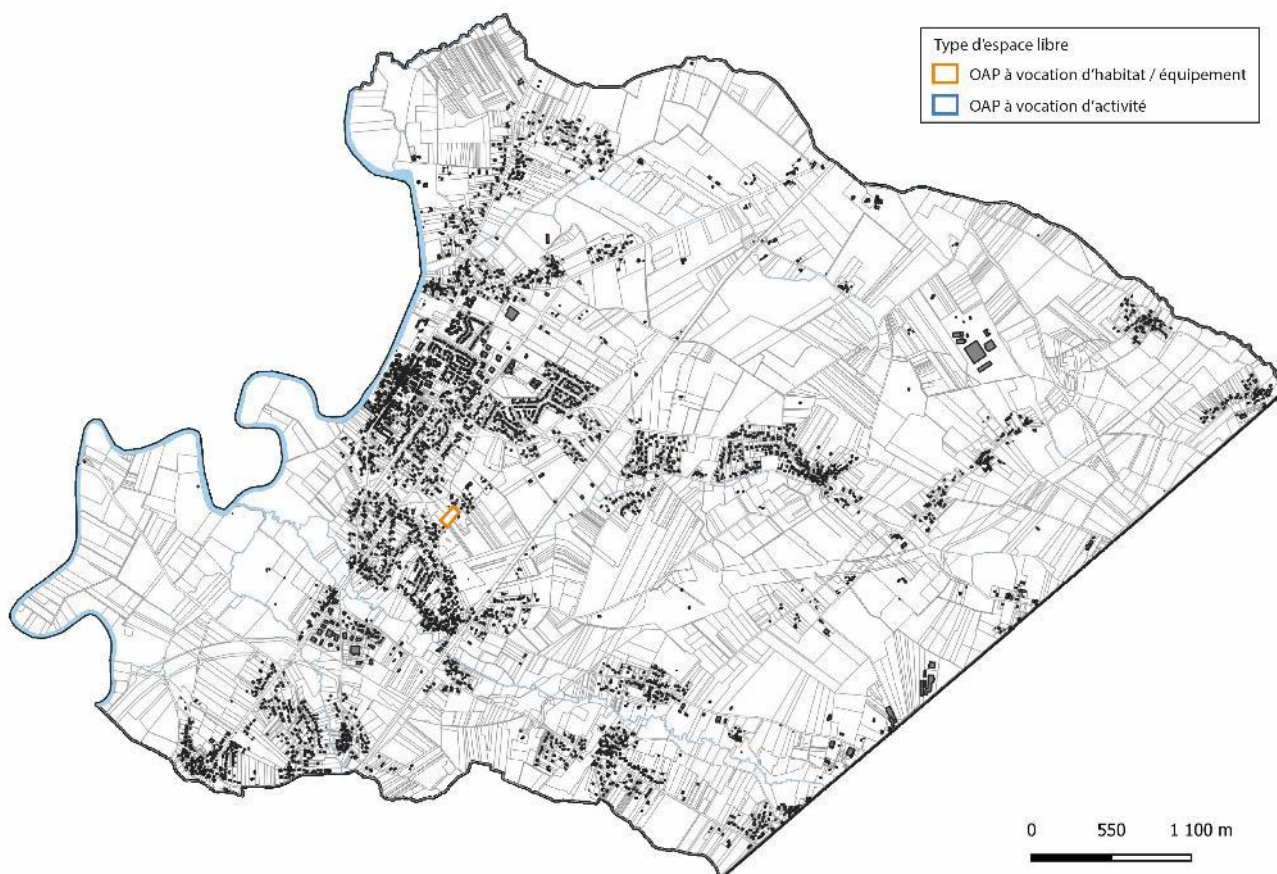 Type d'espace libre
OAP à vocation d'habitat / équipement
OAP à vocation d'activité
0 550 1 100 m